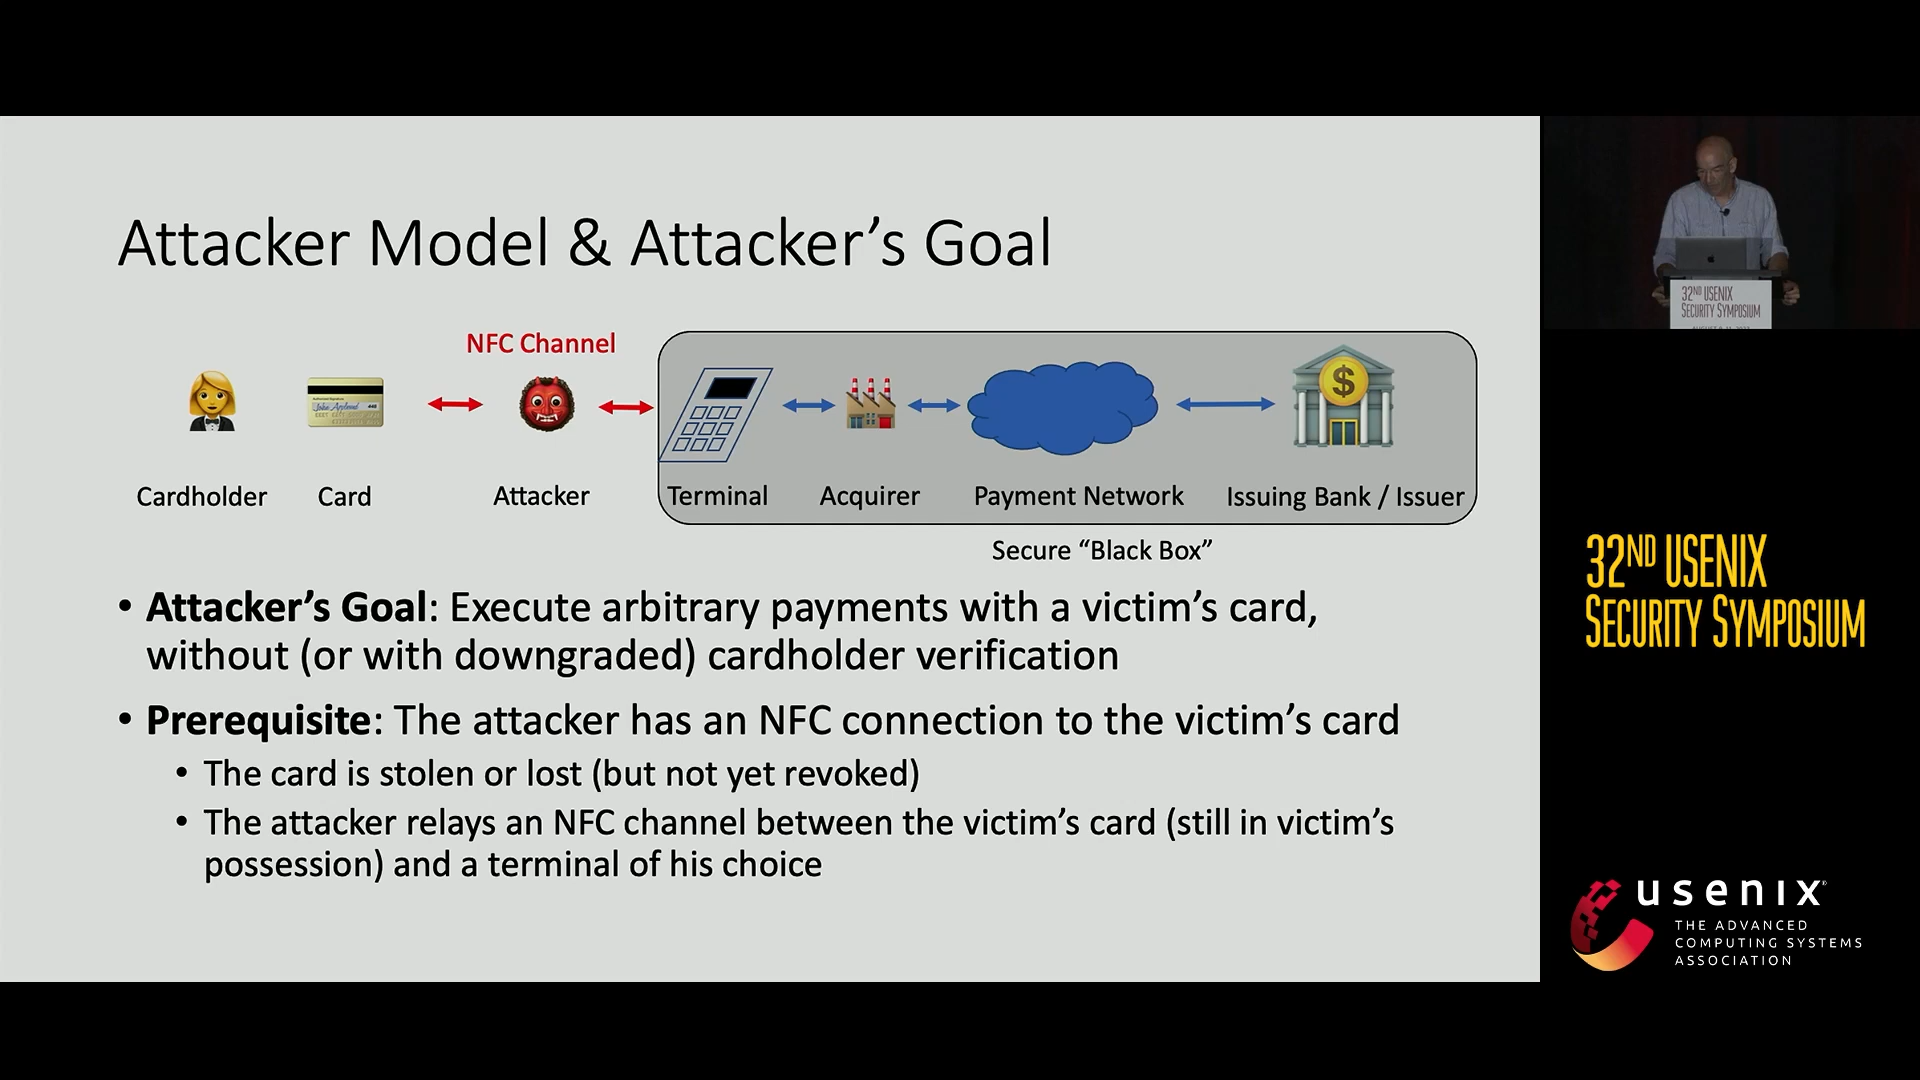 Attacker Model & Attacker's Goal
NFC Channel
Cardholder
Card
Attacker
Terminal
Acquirer
Payment Network
Issuing Bank / Issuer
Secure “Black Box”
• Attacker's Goal: Execute arbitrary payments with a victim's card,
without (or with downgraded) cardholder verification
• Prerequisite: The attacker has an NFC connection to the victim's card
• The card is stolen or lost (but not yet revoked)
• The attacker relays an NFC channel between the victim's card (still in victim's
possession) and a terminal of his choice
32ND USENIX
SECURITY SYMPOSIUM
32ND USENIX
SECURITY SYMPOSIUM
usenix
THE ADVANCED
COMPUTING SYSTEMS
ASSOCIATION